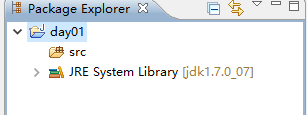 Package Explorer
day01
src
JRE System Library [jdk1.7.0_07]